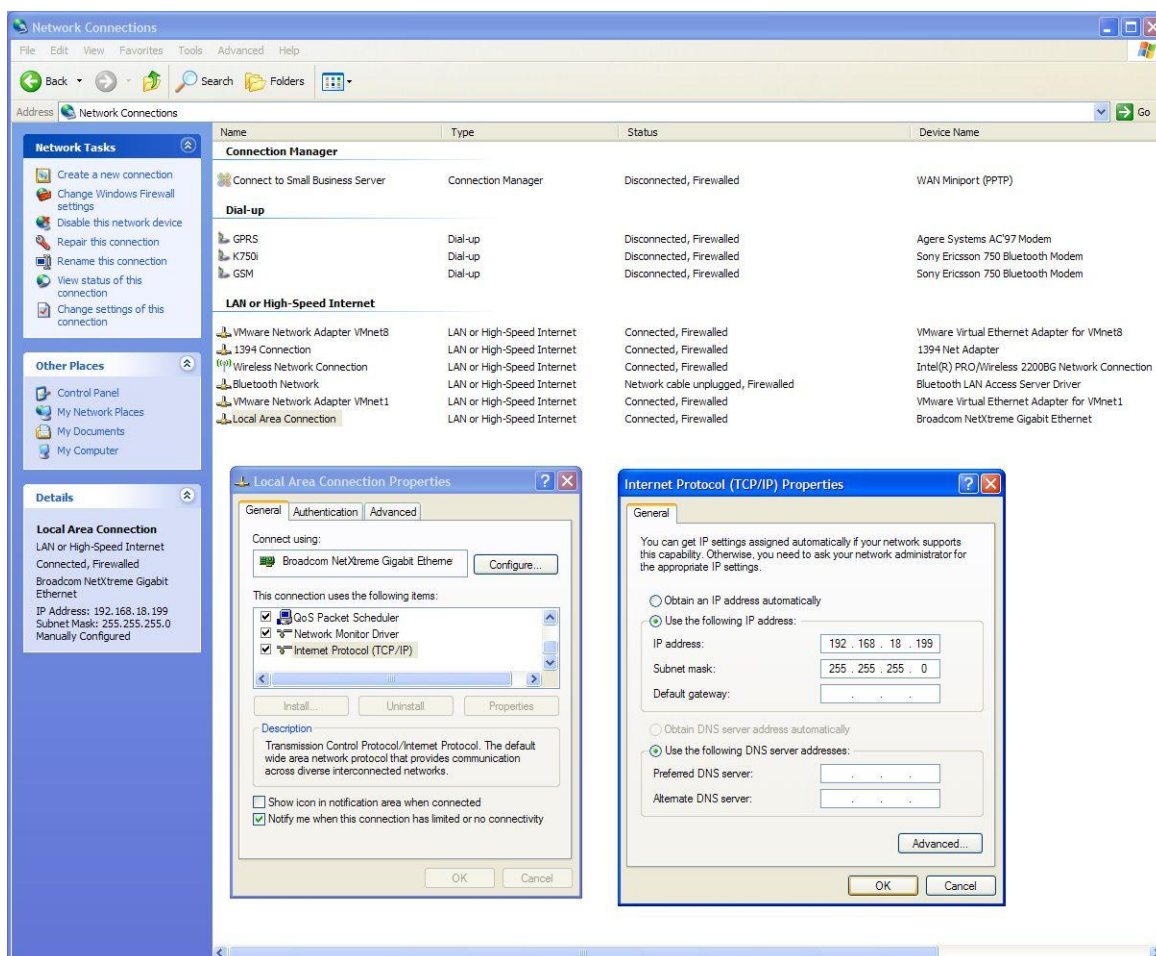 Network Connections
File Edit View Favorites Tools Advanced Help
Back Search Folders
Address Network Connections Go
Network Tasks
Create a new connection
Change Windows Firewall
settings
Disable this network device
Repair this connection
Rename this connection
View status of this
connection
Change settings of this
connection
Other Places
Control Panel
My Network Places
My Documents
My Computer
Details
Local Area Connection
LAN or High-Speed Internet
Connected, Firewalled
Broadcom NetXtreme Gigabit
Ethernet
IP Address: 192.168.18.199
Subnet Mask: 255.255.255.0
Manually Configured
Name Type Status Device Name
Connection Manager
Connect to Small Business Server Connection Manager Disconnected, Firewalled WAN Miniport (PPTP)
Dial-up
GPRS Dial-up Disconnected, Firewalled Agere Systems AC'97 Modem
K750i Dial-up Disconnected, Firewalled Sony Ericsson 750 Bluetooth Modem
GSM Dial-up Disconnected, Firewalled Sony Ericsson 750 Bluetooth Modem
LAN or High-Speed Internet
VMware Network Adapter VMnet8 LAN or High-Speed Internet Connected, Firewalled VMware Virtual Ethernet Adapter for VMnet8
1394 Connection LAN or High-Speed Internet Connected, Firewalled 1394 Net Adapter
Wireless Network Connection LAN or High-Speed Internet Connected, Firewalled Intel(R) PRO/Wireless 2200BG Network Connection
Bluetooth Network LAN or High-Speed Internet Network cable unplugged, Firewalled Bluetooth LAN Access Server Driver
VMware Network Adapter VMnet1 LAN or High-Speed Internet Connected, Firewalled VMware Virtual Ethernet Adapter for VMnet1
Local Area Connection LAN or High-Speed Internet Connected, Firewalled Broadcom NetXtreme Gigabit Ethernet
Local Area Connection Properties
General Authentication Advanced
Connect using:
Broadcom NetXtreme Gigabit Etherne Configure...
This connection uses the following items:
QoS Packet Scheduler
Network Monitor Driver
Internet Protocol (TCP/IP)
Install... Uninstall Properties
Description
Transmission Control Protocol/Internet Protocol. The default
wide area network protocol that provides communication
across diverse interconnected networks.
Show icon in notification area when connected
Notify me when this connection has limited or no connectivity
OK Cancel
Internet Protocol (TCP/IP) Properties
General
You can get IP settings assigned automatically if your network supports
this capability. Otherwise, you need to ask your network administrator for
the appropriate IP settings.
Obtain an IP address automatically
Use the following IP address:
IP address: 192 . 168 . 18 . 199
Subnet mask: 255 . 255 . 255 . 0
Default gateway: . . .
Obtain DNS server address automatically
Use the following DNS server addresses:
Preferred DNS server: . . .
Alternate DNS server: . . .
Advanced...
OK Cancel